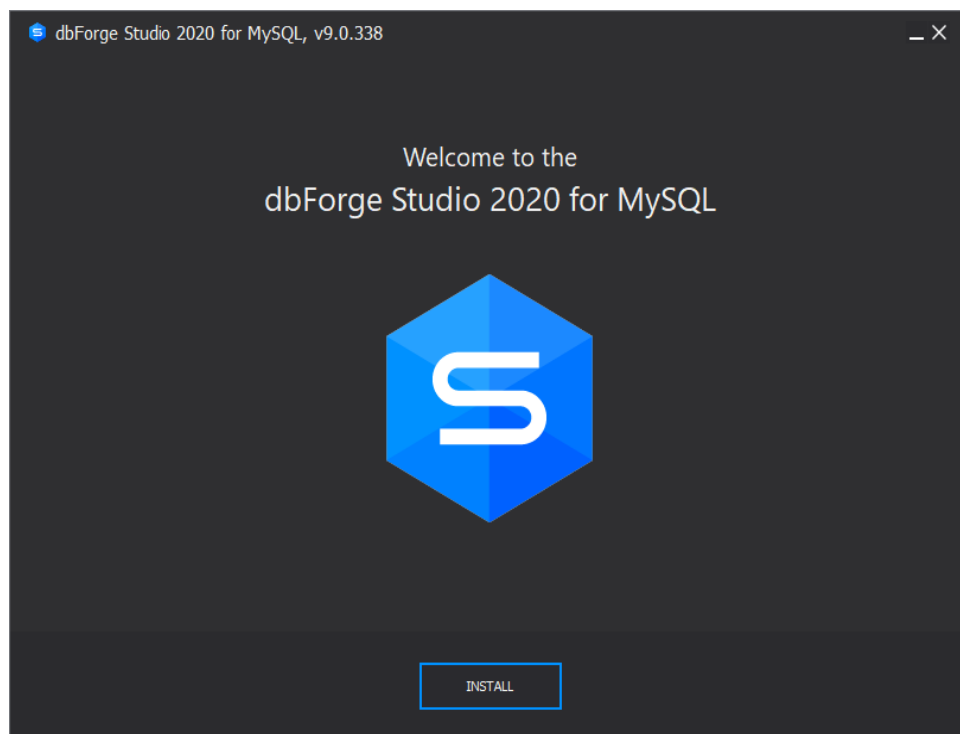 dbForge Studio 2020 for MySQL, v9.0.338
Welcome to the
dbForge Studio 2020 for MySQL
S
INSTALL